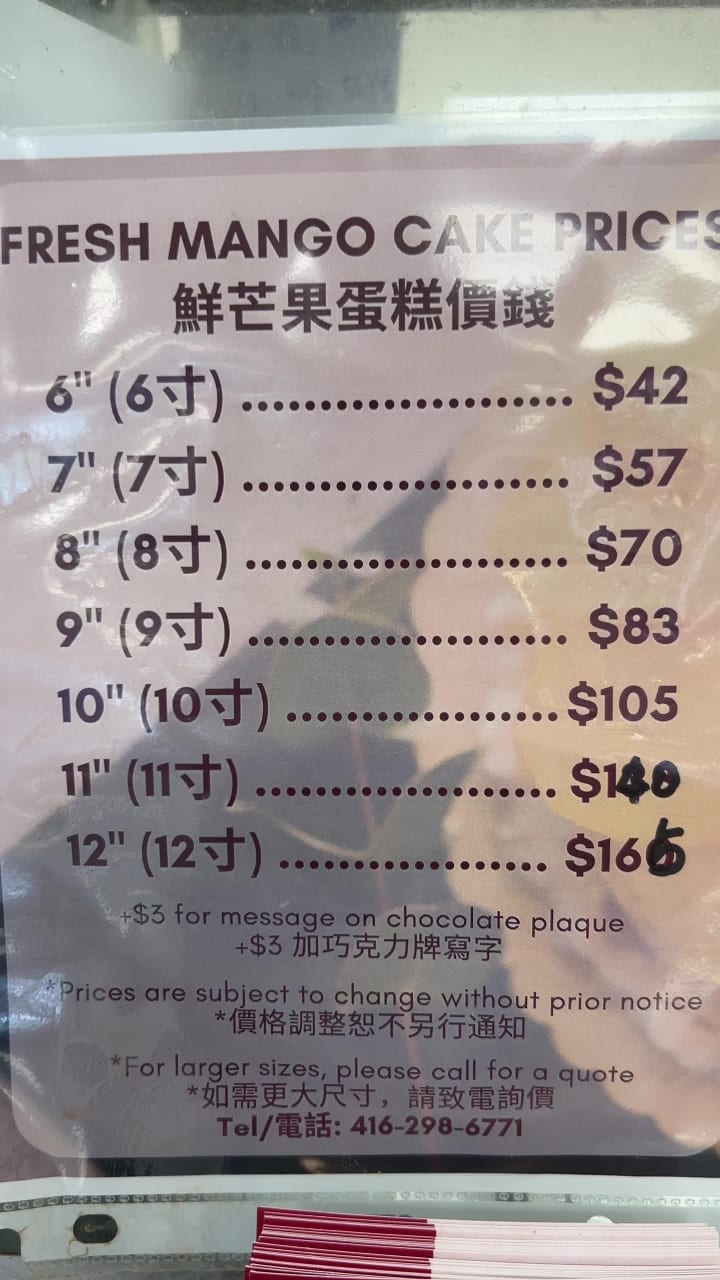 FRESH MANGO CAKE PRICES
鮮芒果蛋糕價錢
6" (6寸) ..................... $42
7" (7寸) ..................... $57
8" (8寸) ..................... $70
9" (9寸) ..................... $83
10" (10寸) .................. $105
11" (11寸) .................... $140
12" (12寸) .................. $165
+$3 for message on chocolate plaque
+$3 加巧克力牌寫字
*Prices are subject to change without prior notice
*價格調整恕不另行通知
*For larger sizes, please call for a quote
*如需更大尺寸，請致電詢價
Tel/電話: 416-298-6771